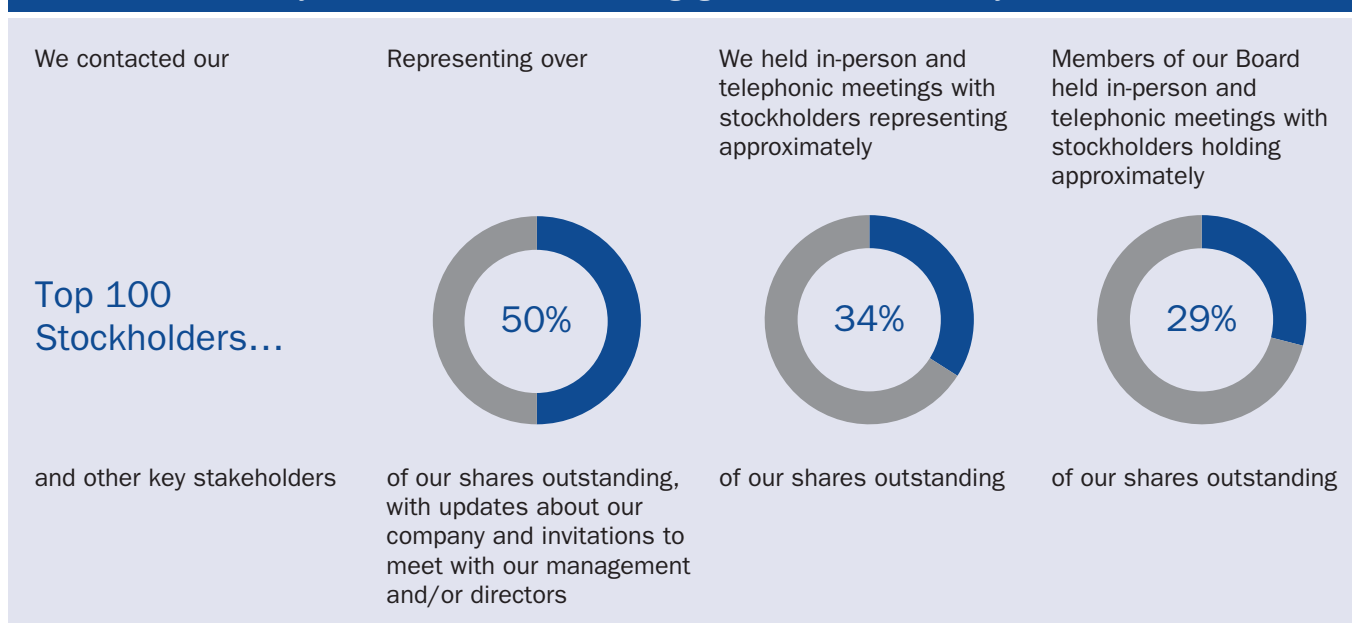 We contacted our
Top 100
Stockholders...
and other key stakeholders
Representing over
50%
of our shares outstanding,
with updates about our
company and invitations to
meet with our management
and/or directors
We held in-person and
telephonic meetings with
stockholders representing
approximately
34%
of our shares outstanding
Members of our Board
held in-person and
telephonic meetings with
stockholders holding
approximately
29%
of our shares outstanding